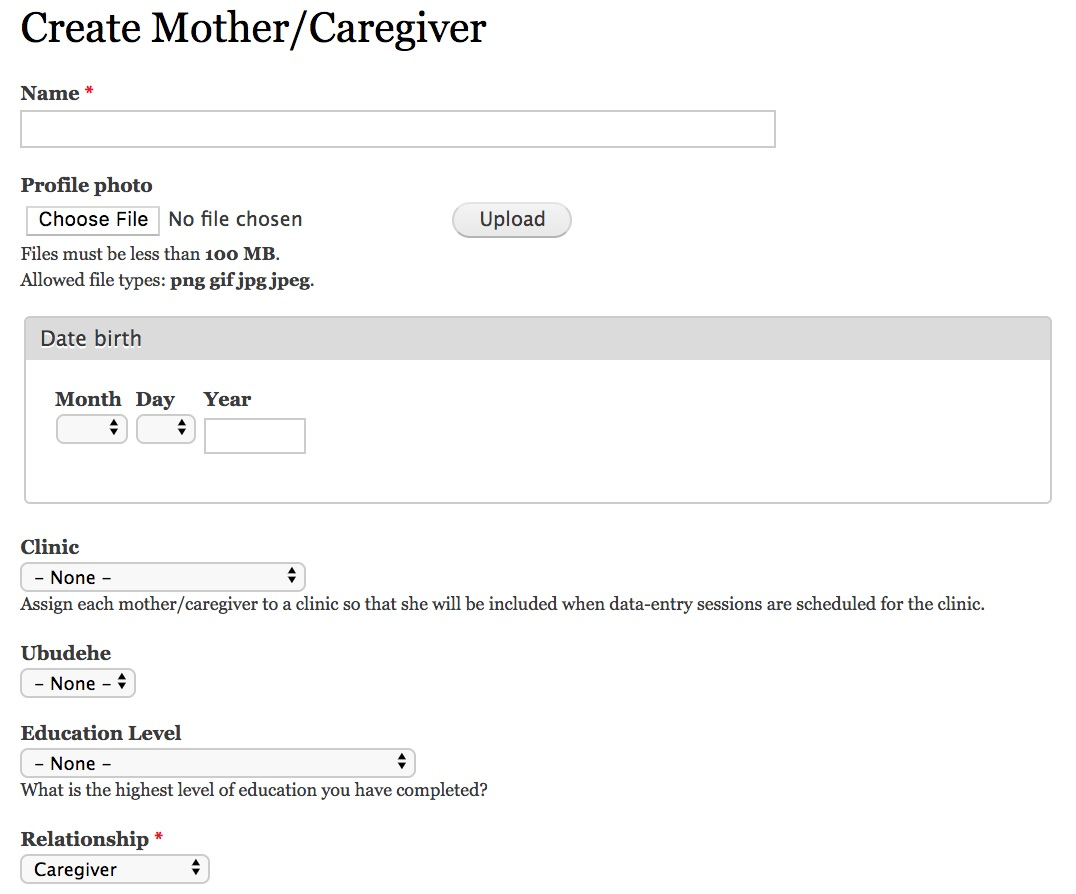 Create Mother/Caregiver
Name *
Profile photo
Choose File No file chosen Upload
Files must be less than 100 MB.
Allowed file types: png gif jpg jpeg.
Date birth
Month Day Year
Clinic
– None –
Assign each mother/caregiver to a clinic so that she will be included when data-entry sessions are scheduled for the clinic.
Ubudehe
– None –
Education Level
– None –
What is the highest level of education you have completed?
Relationship *
Caregiver